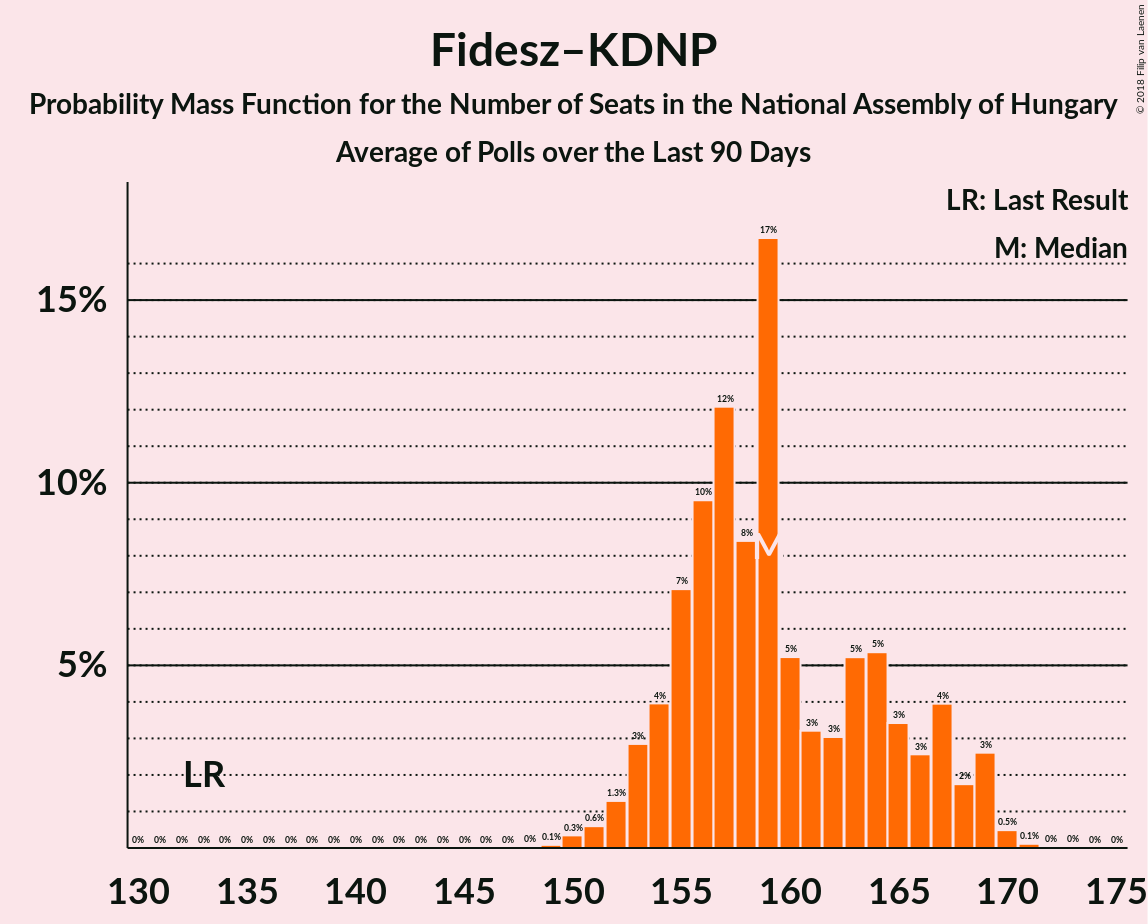 © 2018 Filip van Laenen
Fidesz–KDNP
Probability Mass Function for the Number of Seats in the National Assembly of Hungary
Average of Polls over the Last 90 Days
LR: Last Result
M: Median
17%
15%
12%
10%
10%
8%
M
7%
5%
5% 5% 5%
4% 4%
3% 3% 3% 3% 3% 3%
LR
2%
1.3%
0.6% 0.5%
0% 0% 0% 0% 0% 0% 0% 0% 0% 0% 0% 0% 0% 0% 0% 0% 0% 0% 0% 0.1% 0.3% 0.1% 0% 0% 0% 0%
130 135 140 145 150 155 160 165 170 175